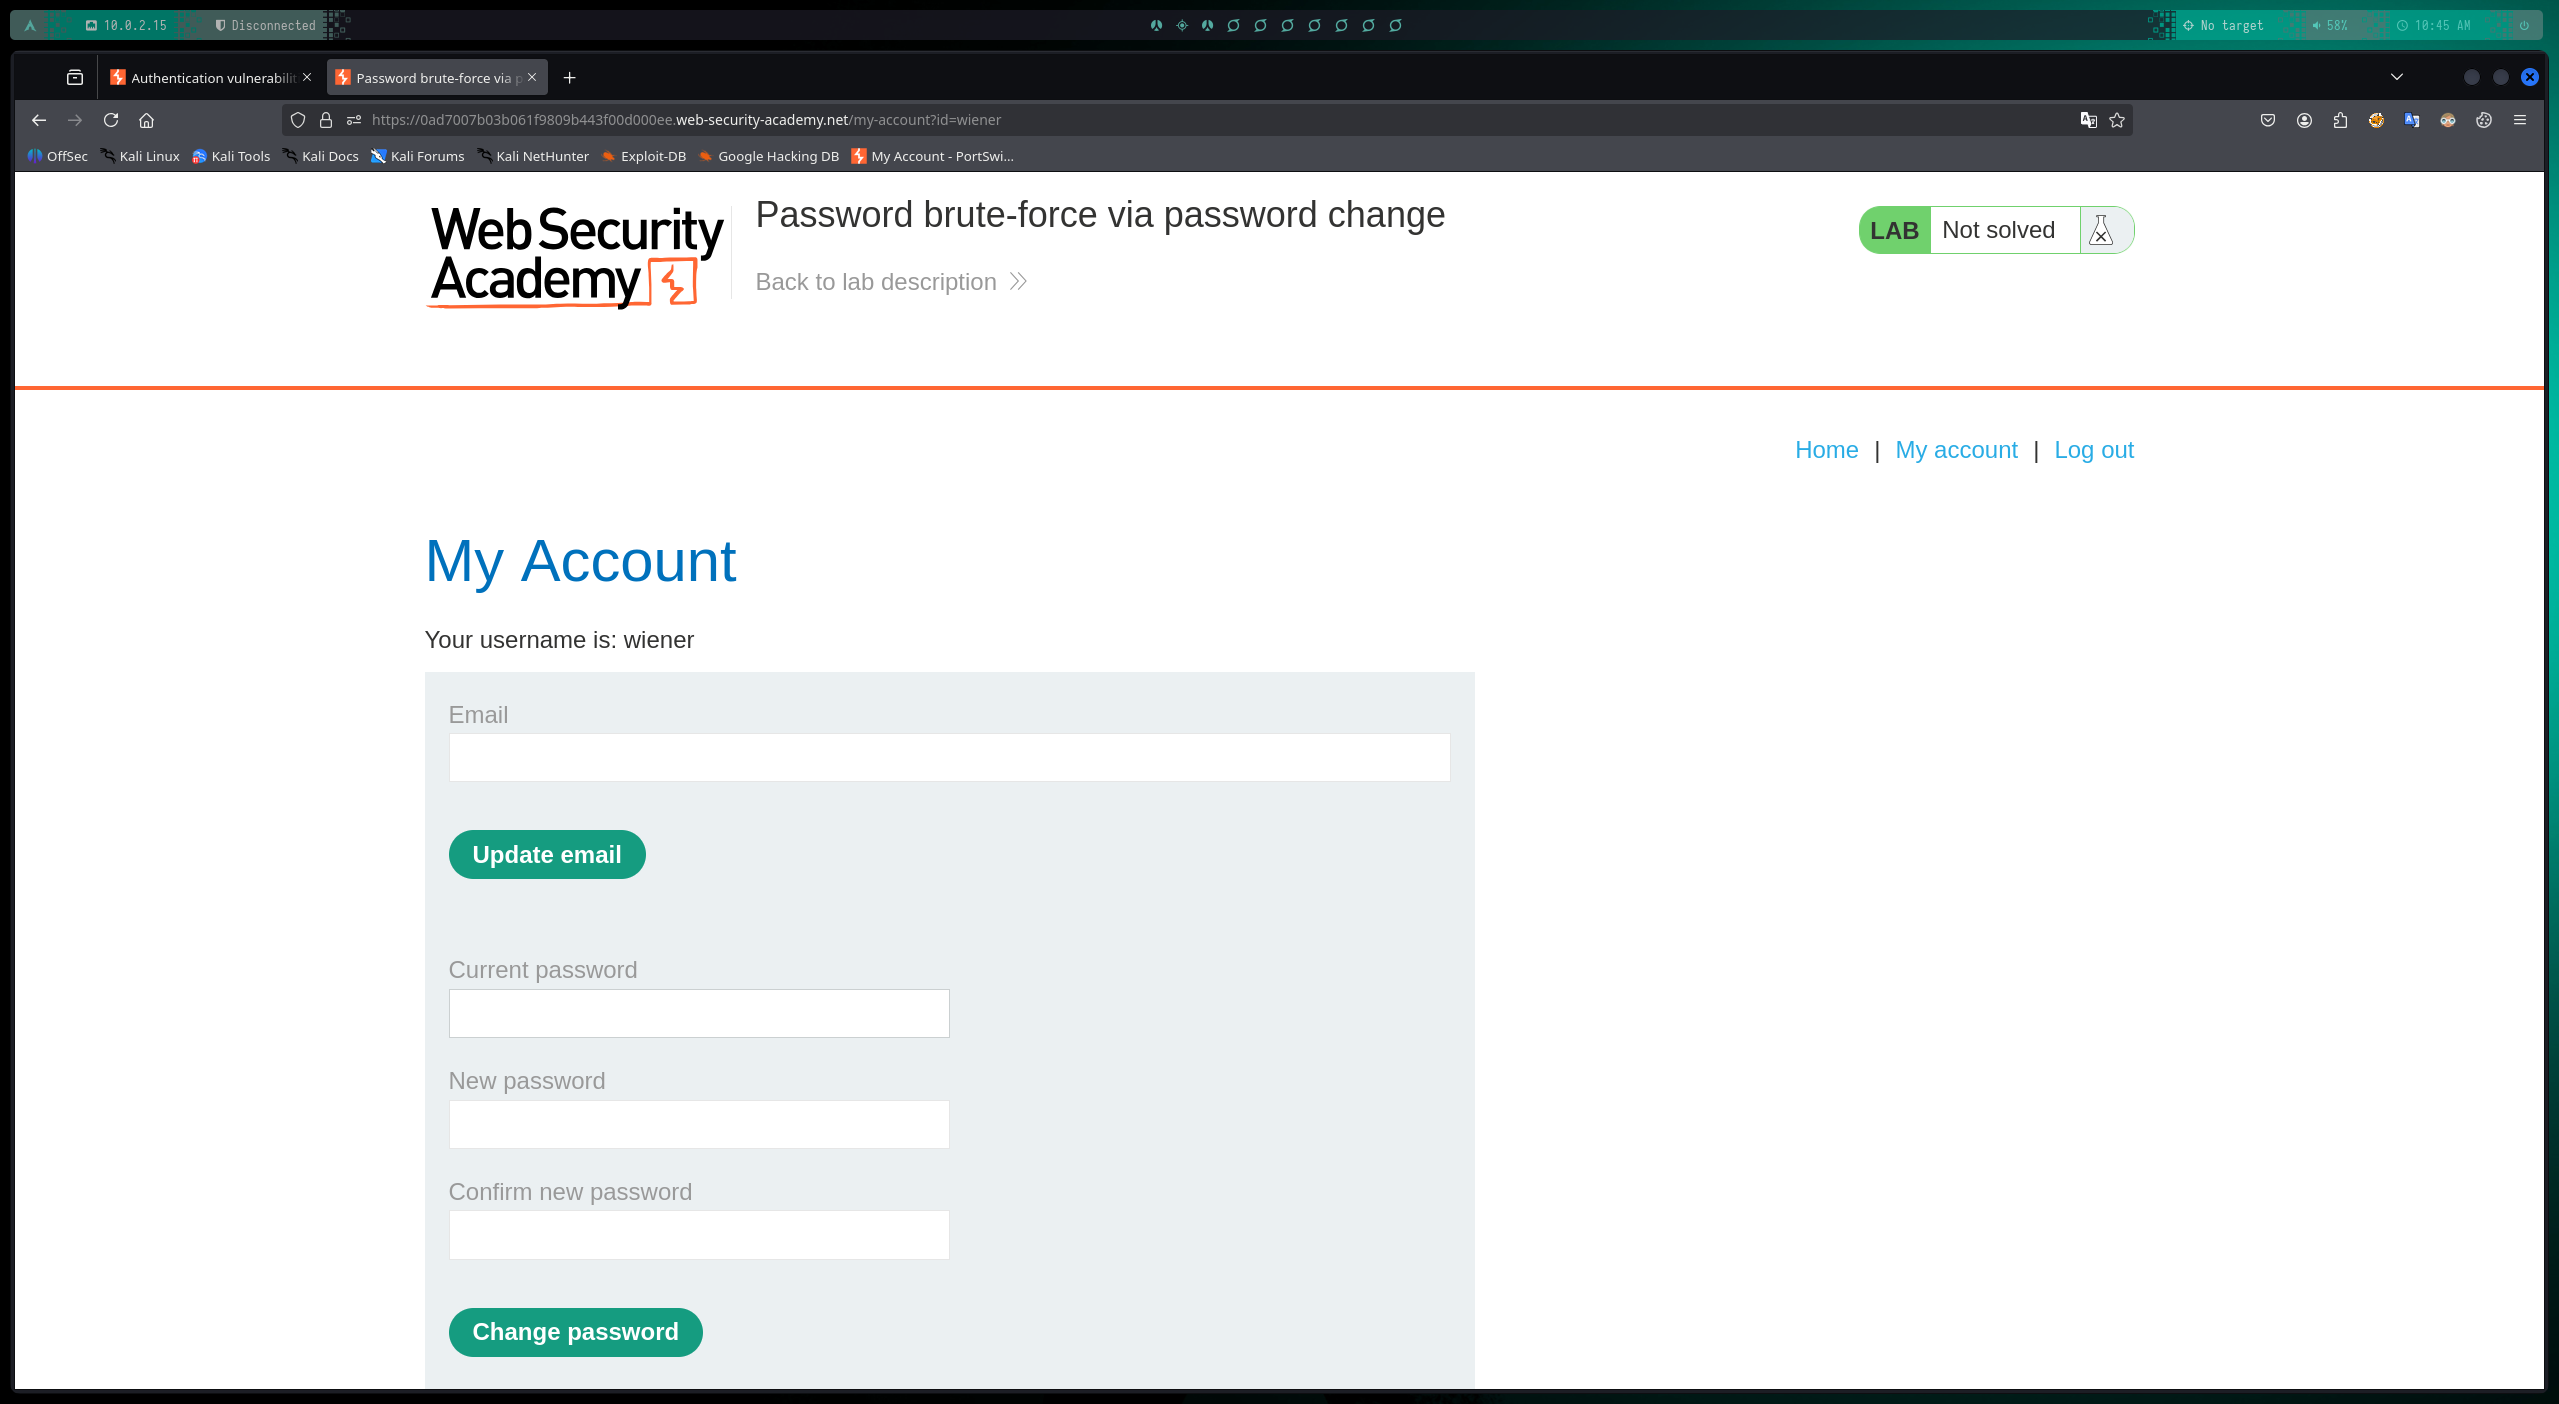 10.0.2.15 Disconnected No target 58% 10:45 AM
Authentication vulnerabilit Password brute-force via p
https://0ad7007b03b061f9809b443f00d000ee.web-security-academy.net/my-account?id=wiener
OffSec Kali Linux Kali Tools Kali Docs Kali Forums Kali NetHunter Exploit-DB Google Hacking DB My Account - PortSwi...
Web Security
Academy
Password brute-force via password change
LAB Not solved
Back to lab description
Home | My account | Log out
My Account
Your username is: wiener
Email
Update email
Current password
New password
Confirm new password
Change password